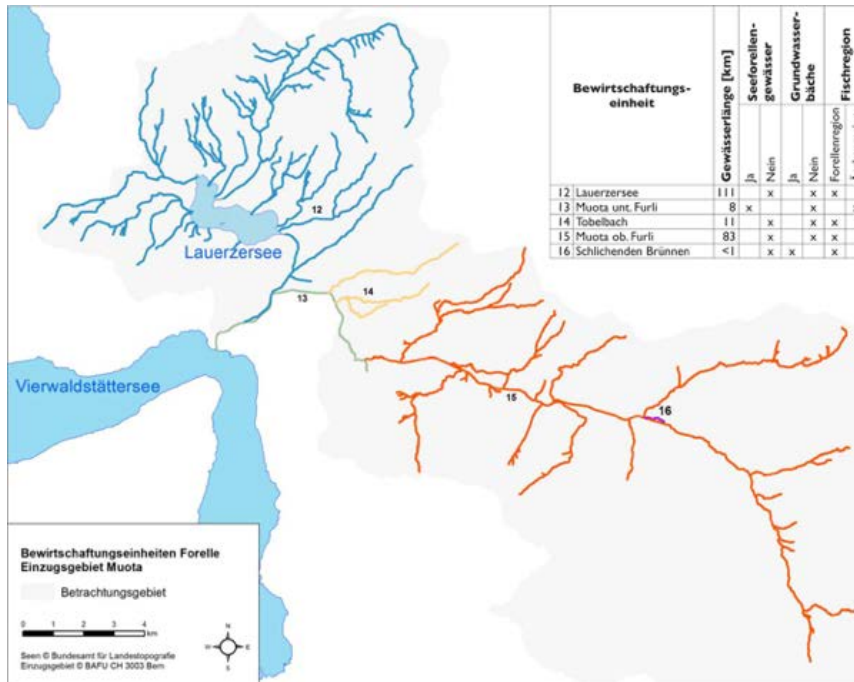 Bewirtschaftungs-
einheit
Gewässerlänge [km]
Seeforellen-
gewässer
Grundwasser-
bäche
Fischregion
Ja
Nein
Ja
Nein
Forellenregion
12 Lauerzersee 111 x x x
13 Muota unt. Furli 8 x x
14 Tobelbach 11 x x x
15 Muota ob. Furli 83 x x x
16 Schlichenden Brünnen <1 x x x
12
Lauerzersee
13
14
Vierwaldstättersee
15
16
Bewirtschaftungseinheiten Forelle
Einzugsgebiet Muota
Betrachtungsgebiet
0 1 2 3 4
km
N
W E
S
Seen © Bundesamt für Landestopografie
Einzugsgebiet © BAFU CH 3003 Bern